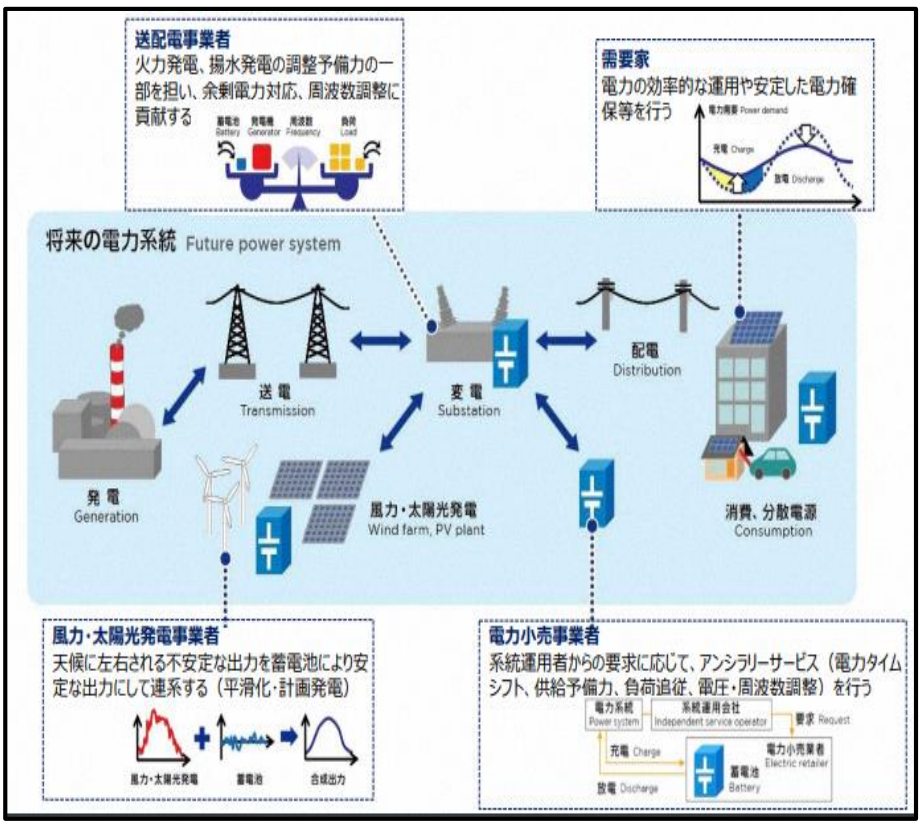 送配電事業者
火力発電、揚水発電の調整予備力の一
部を担い、余剰電力対応、周波数調整に
貢献する
蓄電池 発電機 周波数 負荷
Battery Generator Frequency Load
需要家
電力の効率的な運用や安定した電力確
保等を行う
電力需要 Power demand
充電 Charge
放電 Discharge
将来の電力系統 Future power system
送電
Transmission
変電
Substation
配電
Distribution
発電
Generation
風力・太陽光発電
Wind farm, PV plant
消費、分散電源
Consumption
風力・太陽光発電事業者
天候に左右される不安定な出力を蓄電池により安
定な出力にして連系する（平滑化・計画発電）
風力・太陽光発電 蓄電池 合成出力
電力小売事業者
系統運用者からの要求に応じて、アンシラリーサービス（電力タイム
シフト、供給予備力、負荷追従、電圧・周波数調整）を行う
電力系統
Power system
系統運用会社
Independent service operator
要求 Request
充電 Charge
放電 Discharge
電力小売業者
Electric retailer
蓄電池
Battery